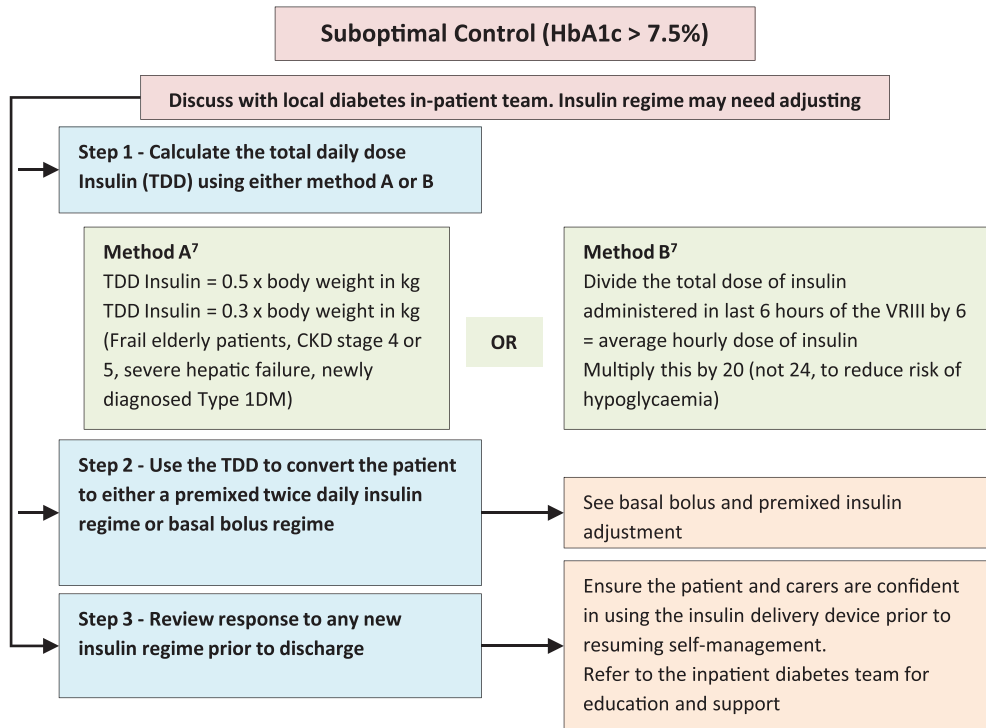 Suboptimal Control (HbA1c > 7.5%)
Discuss with local diabetes in-patient team. Insulin regime may need adjusting
Step 1 - Calculate the total daily dose
Insulin (TDD) using either method A or B
Method A⁷
TDD Insulin = 0.5 x body weight in kg
TDD Insulin = 0.3 x body weight in kg
(Frail elderly patients, CKD stage 4 or
5, severe hepatic failure, newly
diagnosed Type 1DM)
OR
Method B⁷
Divide the total dose of insulin
administered in last 6 hours of the VRIII by 6
= average hourly dose of insulin
Multiply this by 20 (not 24, to reduce risk of
hypoglycaemia)
Step 2 - Use the TDD to convert the patient
to either a premixed twice daily insulin
regime or basal bolus regime
See basal bolus and premixed insulin
adjustment
Step 3 - Review response to any new
insulin regime prior to discharge
Ensure the patient and carers are confident
in using the insulin delivery device prior to
resuming self-management.
Refer to the inpatient diabetes team for
education and support